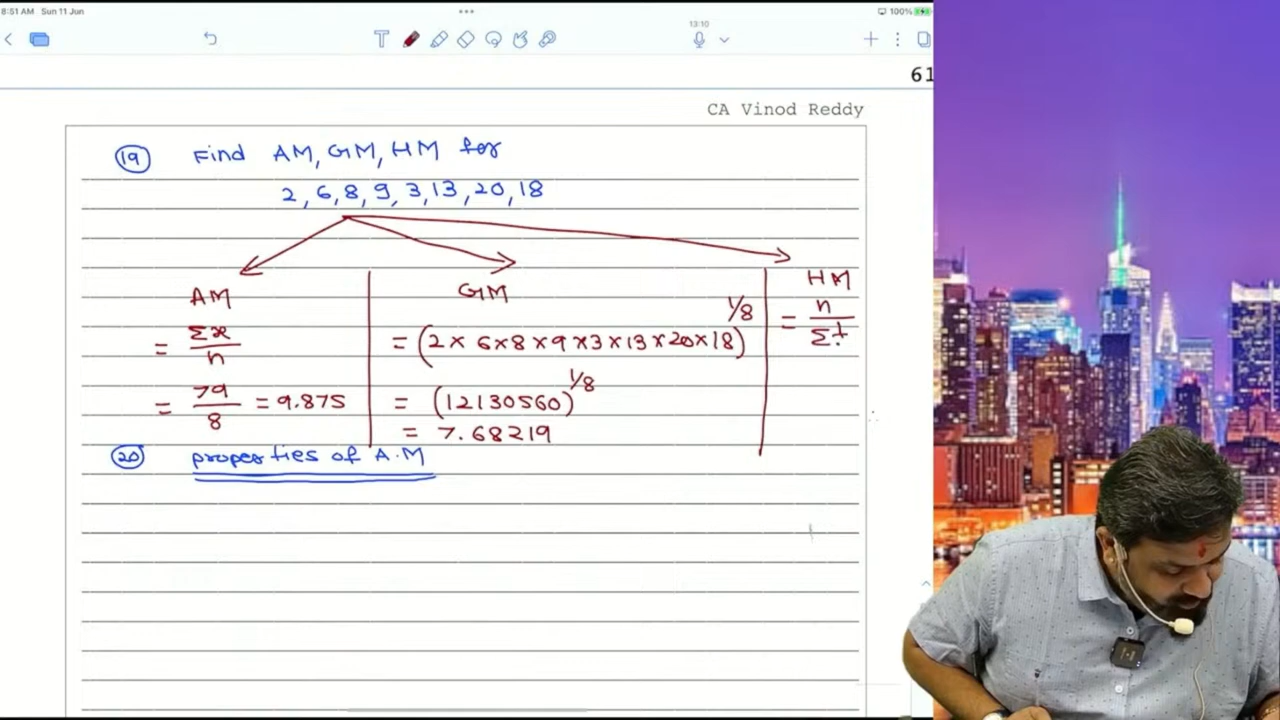 8:51 AM Sun 11 Jun
100%
13:10
T
61
CA Vinod Reddy
19 Find AM, GM, HM for
2, 6, 8, 9, 3, 13, 20, 18
AM
= Σx/n
= 79/8 = 9.875
GM
= (2 × 6 × 8 × 9 × 3 × 13 × 20 × 18)^1/8
= (12130560)^1/8
= 7.68219
HM
= n/Σ1
20 properties of A.M